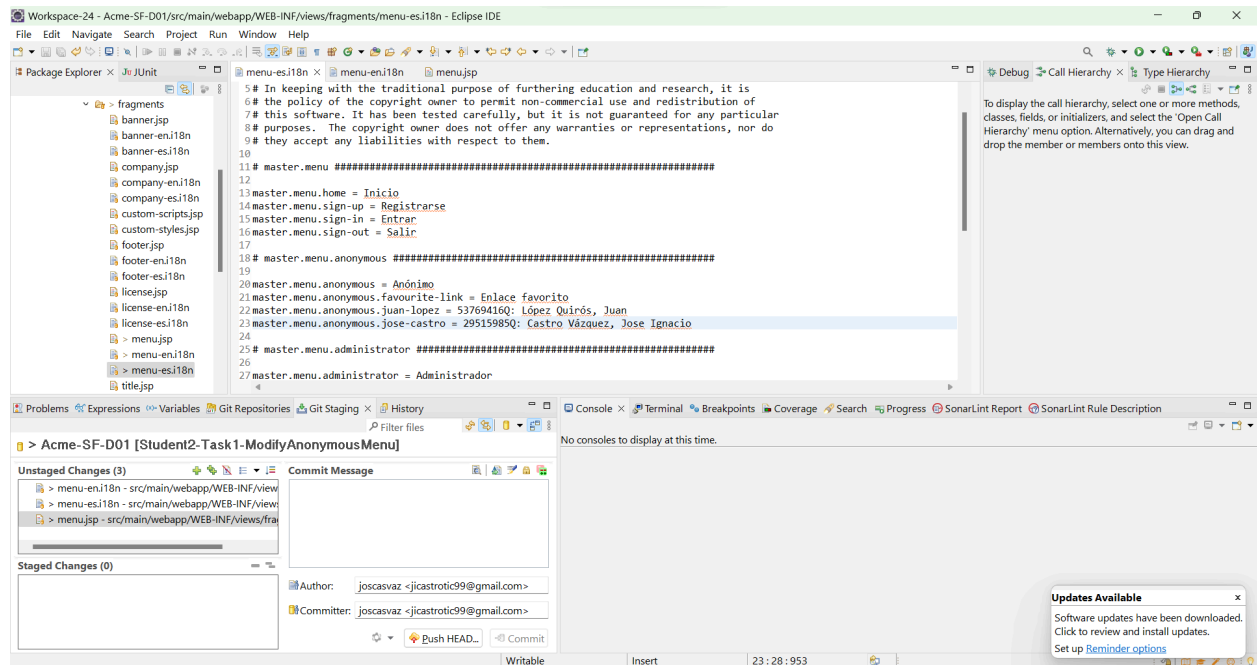 Workspace-24 - Acme-SF-D01/src/main/webapp/WEB-INF/views/fragments/menu-es.i18n - Eclipse IDE
File Edit Navigate Search Project Run Window Help
Package Explorer × Ju JUnit
> fragments
banner.jsp
banner-en.i18n
banner-es.i18n
company.jsp
company-en.i18n
company-es.i18n
custom-scripts.jsp
custom-styles.jsp
footer.jsp
footer-en.i18n
footer-es.i18n
license.jsp
license-en.i18n
license-es.i18n
> menu.jsp
> menu-en.i18n
> menu-es.i18n
title.jsp
menu-es.i18n × menu-en.i18n menu.jsp
5 # In keeping with the traditional purpose of furthering education and research, it is
6 # the policy of the copyright owner to permit non-commercial use and redistribution of
7 # this software. It has been tested carefully, but it is not guaranteed for any particular
8 # purposes.  The copyright owner does not offer any warranties or representations, nor do
9 # they accept any liabilities with respect to them.
10
11 # master.menu #################################################################
12
13 master.menu.home = Inicio
14 master.menu.sign-up = Registrarse
15 master.menu.sign-in = Entrar
16 master.menu.sign-out = Salir
17
18 # master.menu.anonymous #######################################################
19
20 master.menu.anonymous = Anónimo
21 master.menu.anonymous.favourite-link = Enlace favorito
22 master.menu.anonymous.juan-lopez = 53769416Q: López Quirós, Juan
23 master.menu.anonymous.jose-castro = 29515985Q: Castro Vázquez, Jose Ignacio
24
25 # master.menu.administrator ###################################################
26
27 master.menu.administrator = Administrador
Debug Call Hierarchy × Type Hierarchy
To display the call hierarchy, select one or more methods,
classes, fields, or initializers, and select the 'Open Call
Hierarchy' menu option. Alternatively, you can drag and
drop the member or members onto this view.
Problems Expressions Variables Git Repositories Git Staging × History
Filter files
> Acme-SF-D01 [Student2-Task1-ModifyAnonymousMenu]
Unstaged Changes (3)
> menu-en.i18n - src/main/webapp/WEB-INF/view
> menu-es.i18n - src/main/webapp/WEB-INF/view
> menu.jsp - src/main/webapp/WEB-INF/views/fra
Staged Changes (0)
Commit Message
Author: joscasvaz <jicastrotic99@gmail.com>
Committer: joscasvaz <jicastrotic99@gmail.com>
Push HEAD... Commit
Console × Terminal Breakpoints Coverage Search Progress SonarLint Report SonarLint Rule Description
No consoles to display at this time.
Updates Available x
Software updates have been downloaded.
Click to review and install updates.
Set up Reminder options
Writable Insert 23 : 28 : 953